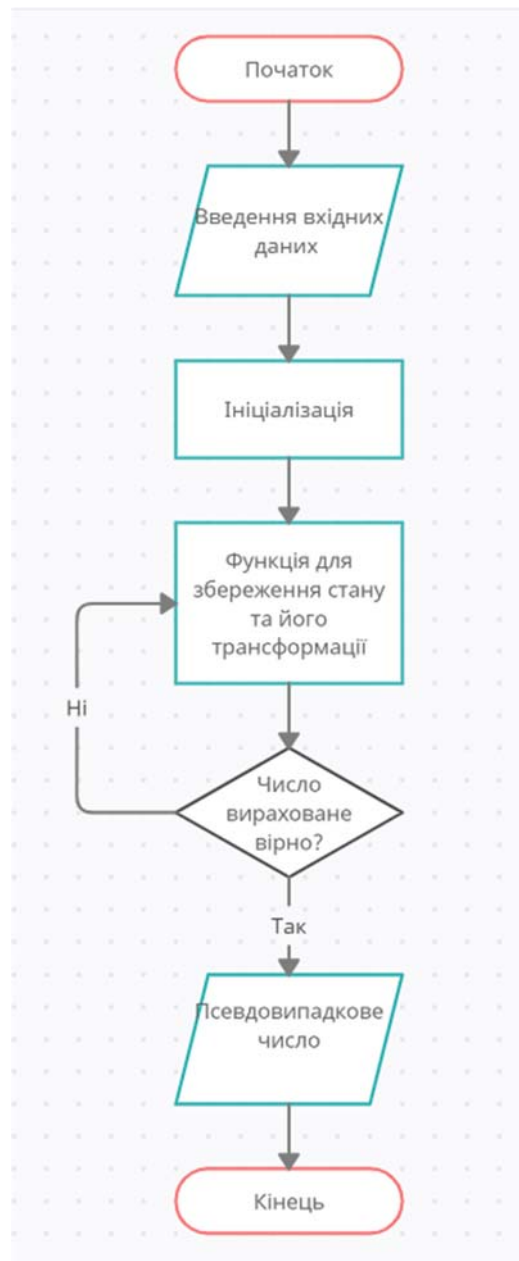 Початок
Введення вхідних
даних
Ініціалізація
Функція для
збереження стану
та його
трансформації
Ні
Число
вираховане
вірно?
Так
Псевдовипадкове
число
Кінець